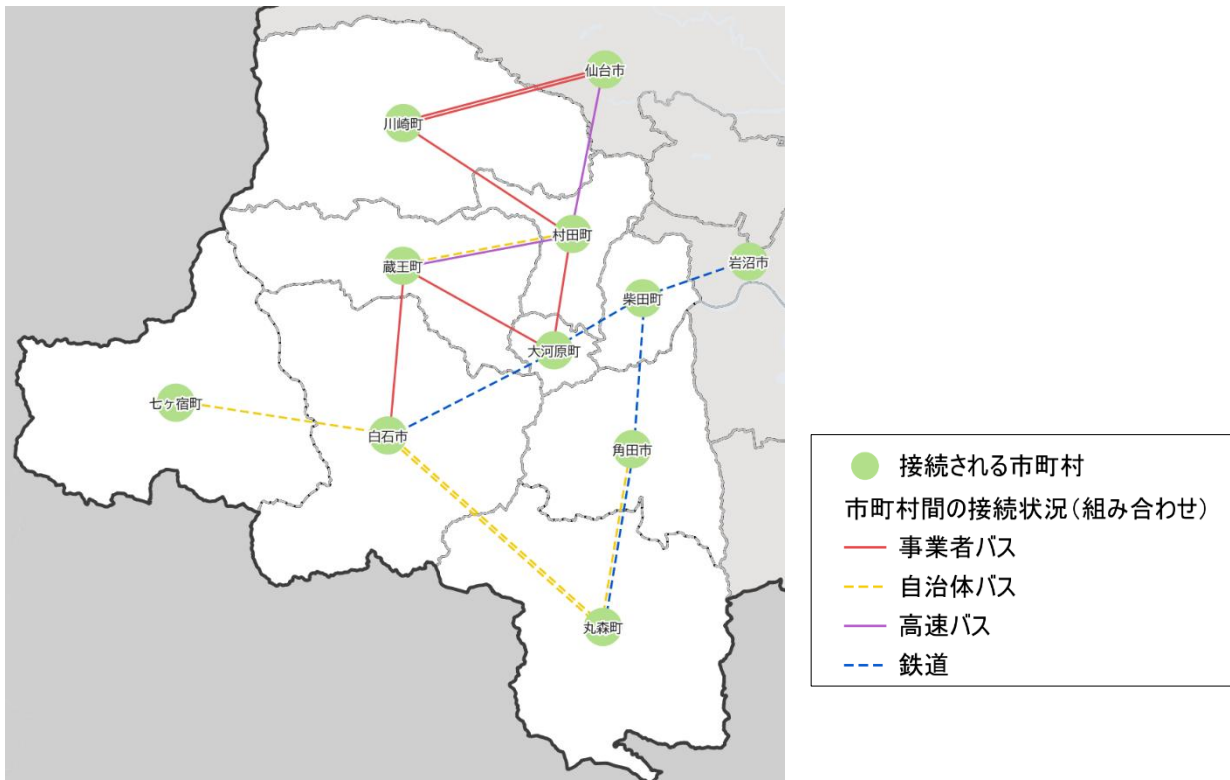 仙台市
川崎町
村田町
蔵王町
岩沼市
柴田町
大河原町
七ヶ宿町
白石市
角田市
丸森町
接続される市町村
市町村間の接続状況(組み合わせ)
事業者バス
自治体バス
高速バス
鉄道